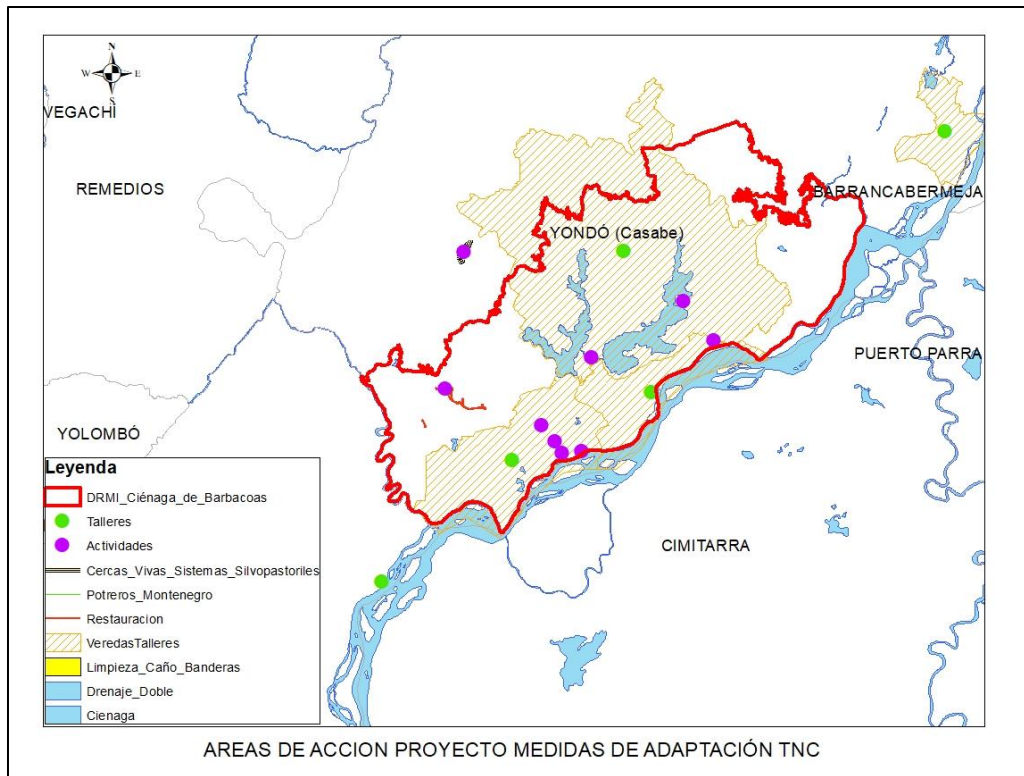 N
W E
S
VEGACHÍ
REMEDIOS
BARRANCABERMEJA
YONDÓ (Casabe)
PUERTO PARRA
YOLOMBÓ
CIMITARRA
Leyenda
DRMI_Ciénaga_de_Barbacoas
Talleres
Actividades
Cercas_Vivas_Sistemas_Silvopastoriles
Potreros_Montenegro
Restauracion
VeredasTalleres
Limpieza_Caño_Banderas
Drenaje_Doble
Cienaga
AREAS DE ACCION PROYECTO MEDIDAS DE ADAPTACIÓN TNC